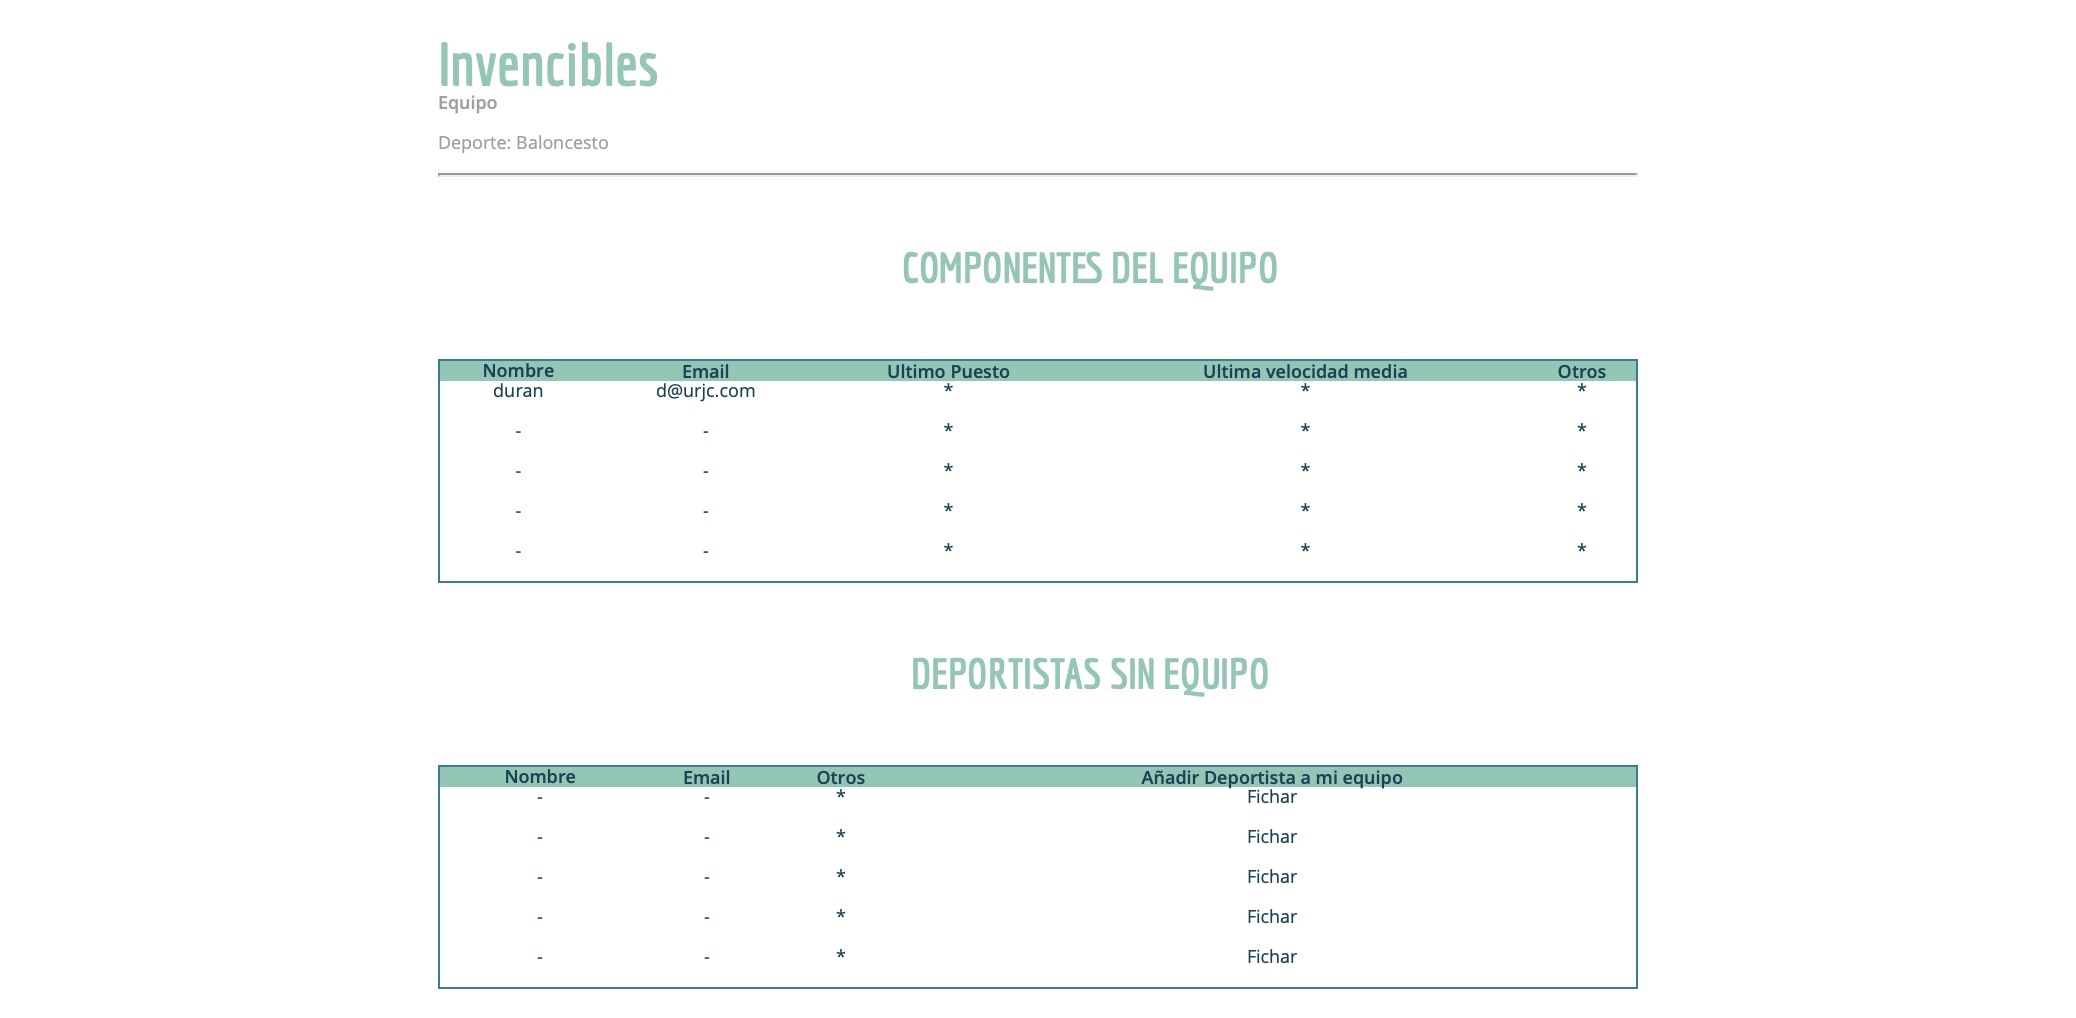 Invencibles
Equipo
Deporte: Baloncesto
COMPONENTES DEL EQUIPO
Nombre Email Ultimo Puesto Ultima velocidad media Otros
duran d@urjc.com * * *
- - * * *
- - * * *
- - * * *
- - * * *
DEPORTISTAS SIN EQUIPO
Nombre Email Otros Añadir Deportista a mi equipo
- - * Fichar
- - * Fichar
- - * Fichar
- - * Fichar
- - * Fichar